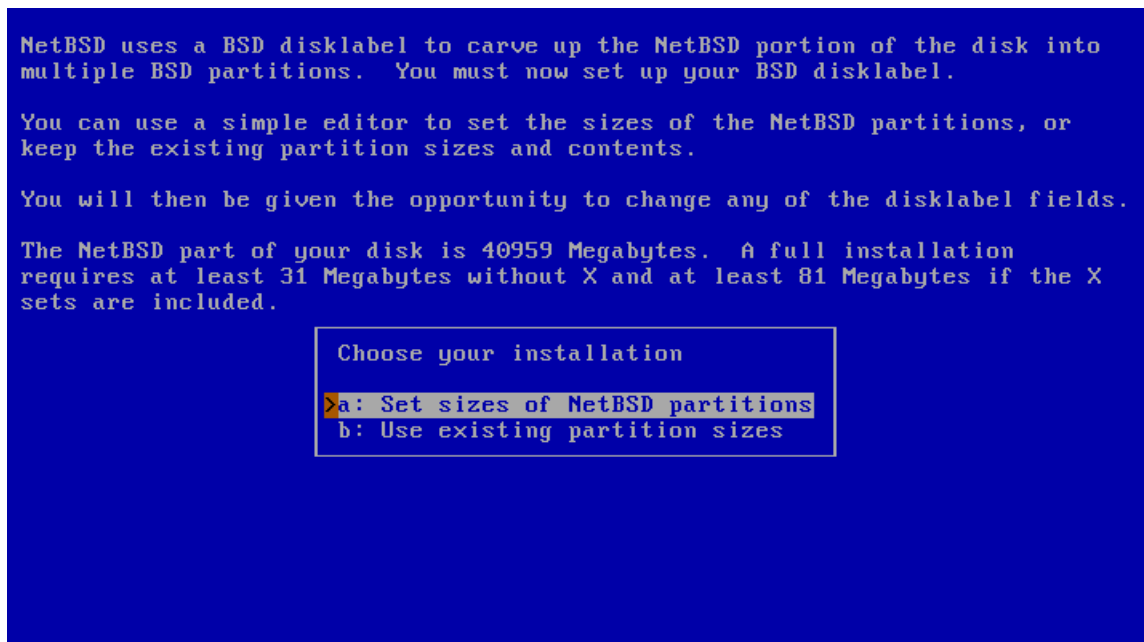 NetBSD uses a BSD disklabel to carve up the NetBSD portion of the disk into
multiple BSD partitions.  You must now set up your BSD disklabel.
You can use a simple editor to set the sizes of the NetBSD partitions, or
keep the existing partition sizes and contents.
You will then be given the opportunity to change any of the disklabel fields.
The NetBSD part of your disk is 40959 Megabytes.  A full installation
requires at least 31 Megabytes without X and at least 81 Megabytes if the X
sets are included.
Choose your installation
>a: Set sizes of NetBSD partitions
b: Use existing partition sizes